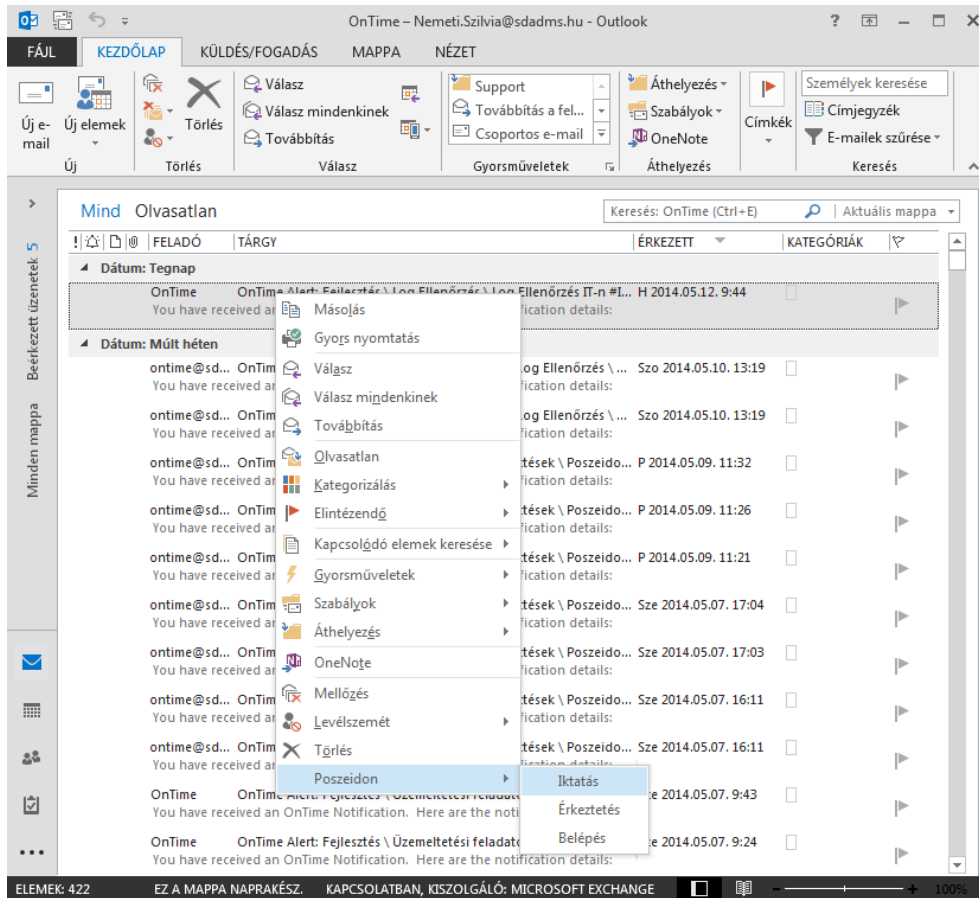 OnTime – Nemeti.Szilvia@sdadms.hu - Outlook
FÁJL KEZDŐLAP KÜLDÉS/FOGADÁS MAPPA NÉZET
Új e-mail
Új elemek
Új
Törlés
Törlés
Válasz
Válasz mindenkinek
Továbbítás
Válasz
Support
Továbbítás a fel...
Csoportos e-mail
Gyorsműveletek
Áthelyezés
Szabályok
OneNote
Áthelyezés
Címkék
Személyek keresése
Címjegyzék
E-mailek szűrése
Keresés
Minden mappa Beérkezett üzenetek 5
Mind Olvasatlan
Keresés: OnTime (Ctrl+E) Aktuális mappa
! FELADÓ TÁRGY ÉRKEZETT KATEGÓRIÁK
Dátum: Tegnap
OnTime OnTime Alert: Fejlesztés \ Log Ellenőrzés \ Log Ellenőrzés IT-n #I... H 2014.05.12. 9:44
You have received fication details:
Dátum: Múlt héten
ontime@sd... OnTim Log Ellenőrzés \ ... Szo 2014.05.10. 13:19
You have received ar fication details:
ontime@sd... OnTim Log Ellenőrzés \ ... Szo 2014.05.10. 13:19
You have received ar fication details:
ontime@sd... OnTim tések \ Poszeido... P 2014.05.09. 11:32
You have received ar fication details:
ontime@sd... OnTim tések \ Poszeido... P 2014.05.09. 11:26
You have received ar fication details:
ontime@sd... OnTim tések \ Poszeido... P 2014.05.09. 11:21
You have received ar fication details:
ontime@sd... OnTim tések \ Poszeido... Sze 2014.05.07. 17:04
You have received ar fication details:
ontime@sd... OnTim tések \ Poszeido... Sze 2014.05.07. 17:03
You have received ar fication details:
ontime@sd... OnTim tések \ Poszeido... Sze 2014.05.07. 16:11
You have received ar fication details:
ontime@sd... OnTim tések \ Poszeido... Sze 2014.05.07. 16:11
You have received ar fication details:
OnTime OnTime Alert: Fejlesztés \ Üzemeltetési feladato ze 2014.05.07. 9:43
You have received an OnTime Notification. Here are the noti
OnTime OnTime Alert: Fejlesztés \ Üzemeltetési feladato ze 2014.05.07. 9:24
You have received an OnTime Notification. Here are the notification details:
Másolás
Gyors nyomtatás
Válasz
Válasz mindenkinek
Továbbítás
Olvasatlan
Kategorizálás
Elintézendő
Kapcsolódó elemek keresése
Gyorsműveletek
Szabályok
Áthelyezés
OneNote
Mellőzés
Levélszemét
Törlés
Poszeidon
Iktatás
Érkeztetés
Belépés
ELEMEK: 422 EZ A MAPPA NAPRAKÉSZ. KAPCSOLATBAN, KISZOLGÁLÓ: MICROSOFT EXCHANGE 100%